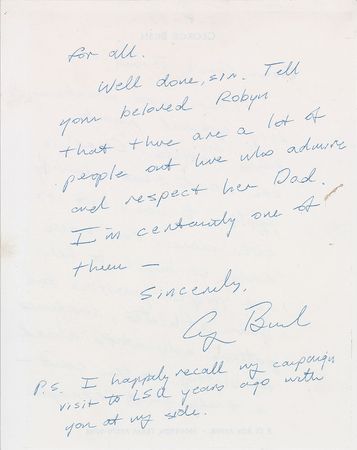 for all.
Well done, sir. Tell
your beloved Robyn
that there are a lot of
people out here who admire
and respect her Dad.
I'm certainly one of
them —
Sincerely,
G Bush
P.S. I happily recall my campaign
visit to LSU years ago with
you at my side.